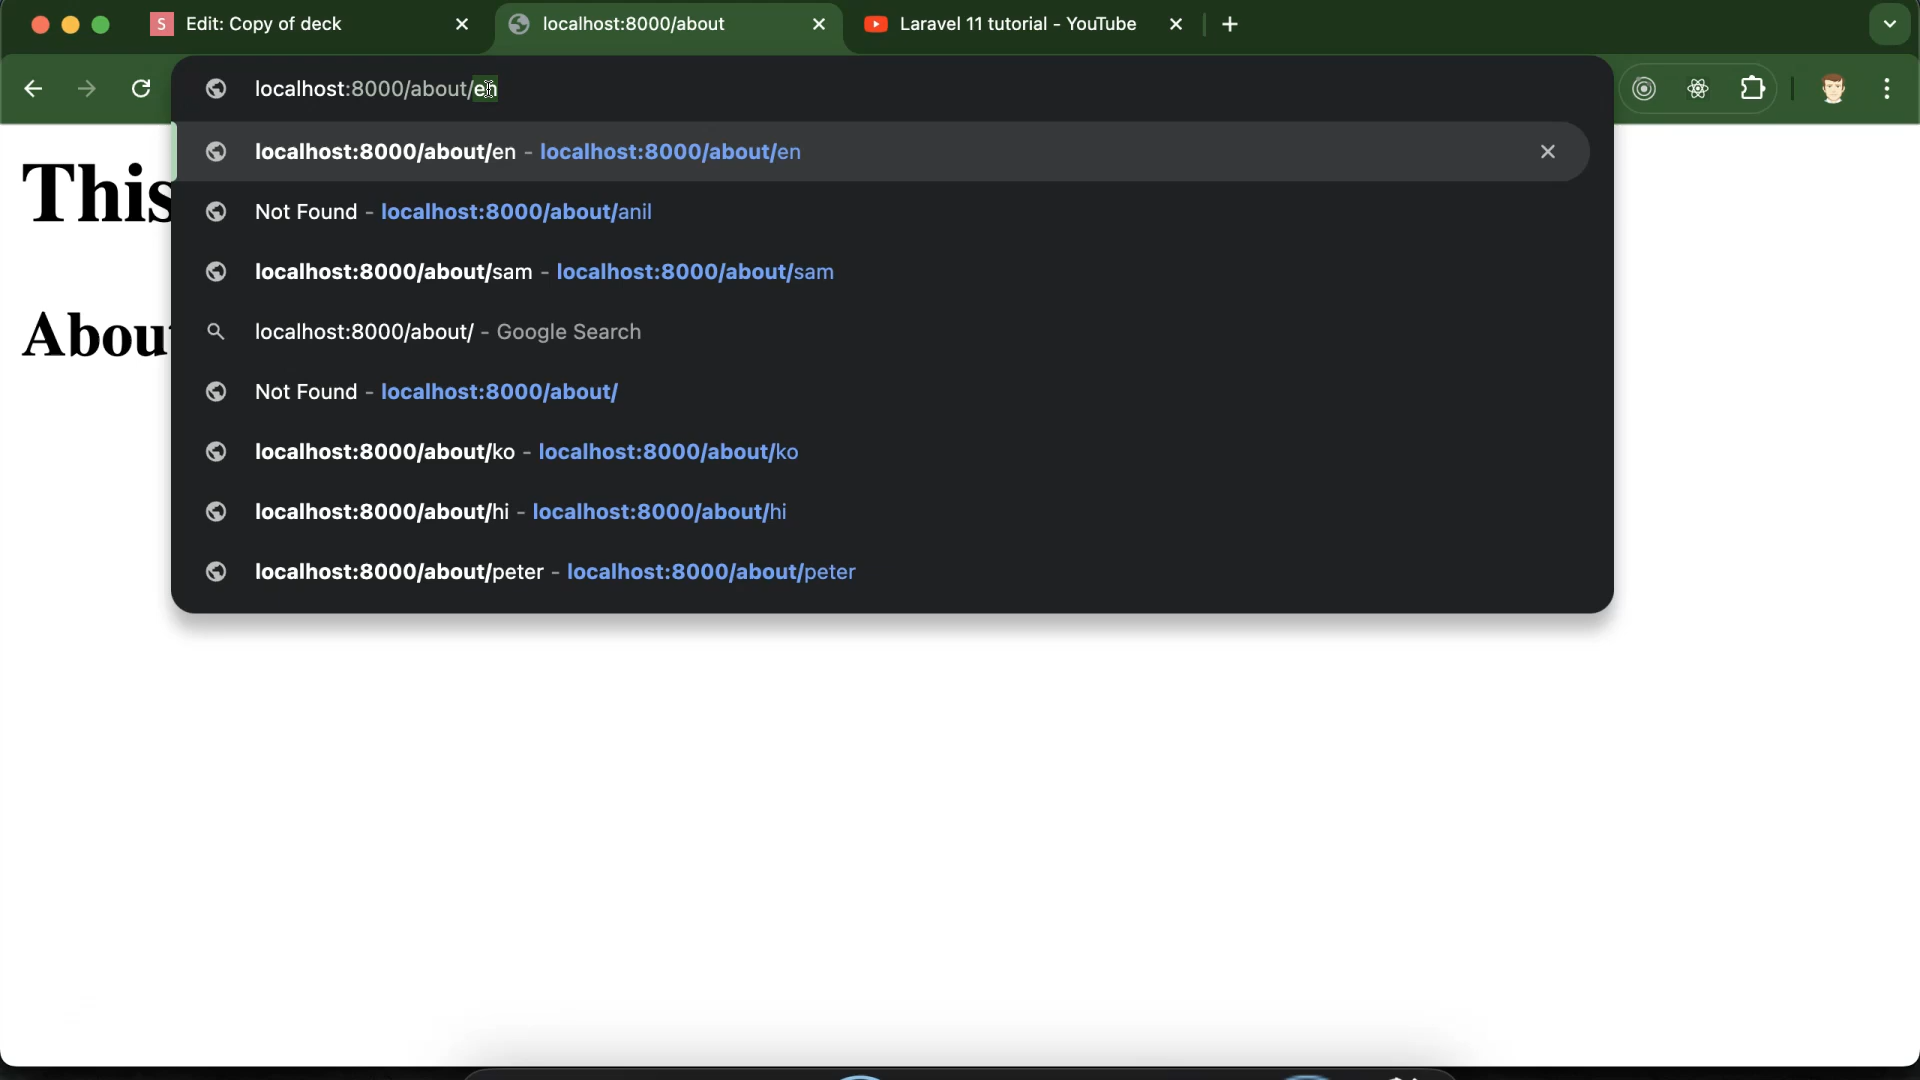 S Edit: Copy of deck
localhost:8000/about
Laravel 11 tutorial - YouTube
localhost:8000/about/en
localhost:8000/about/en - localhost:8000/about/en
Not Found - localhost:8000/about/anil
localhost:8000/about/sam - localhost:8000/about/sam
localhost:8000/about/ - Google Search
Not Found - localhost:8000/about/
localhost:8000/about/ko - localhost:8000/about/ko
localhost:8000/about/hi - localhost:8000/about/hi
localhost:8000/about/peter - localhost:8000/about/peter
This
Abou